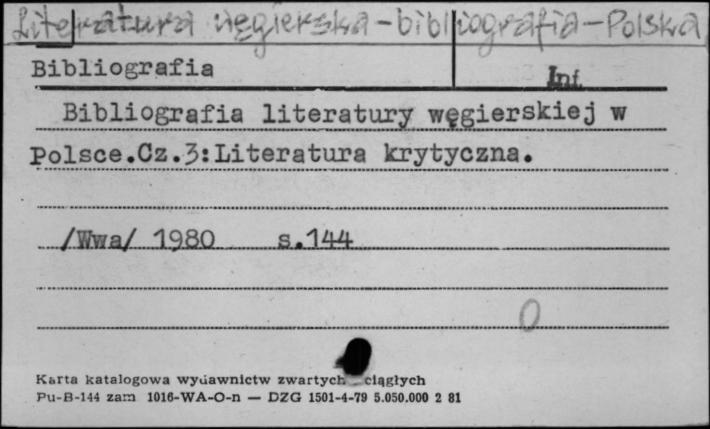 Literatura węgierska - bibliografia - Polska
Bibliografia Inf.
Bibliografia literatury węgierskiej w
Polsce.Cz.3:Literatura krytyczna.
/Wwa/ 1980 s.144
0
Karta katalogowa wydawnictw zwartych ciągłych
Pu-B-144 zam 1016-WA-O-n — DZG 1501-4-79 5.050.000 2 81